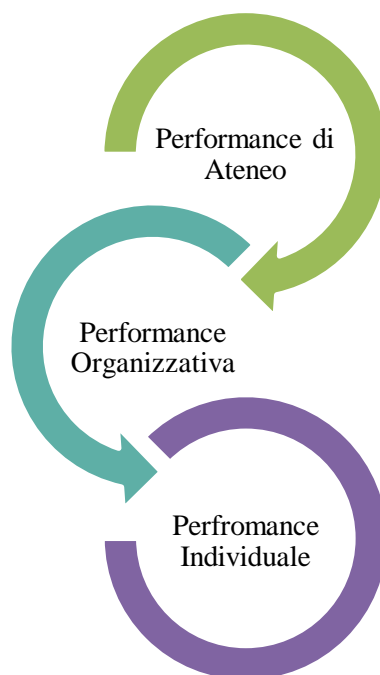 Performance di
Ateneo
Performance
Organizzativa
Perfromance
Individuale